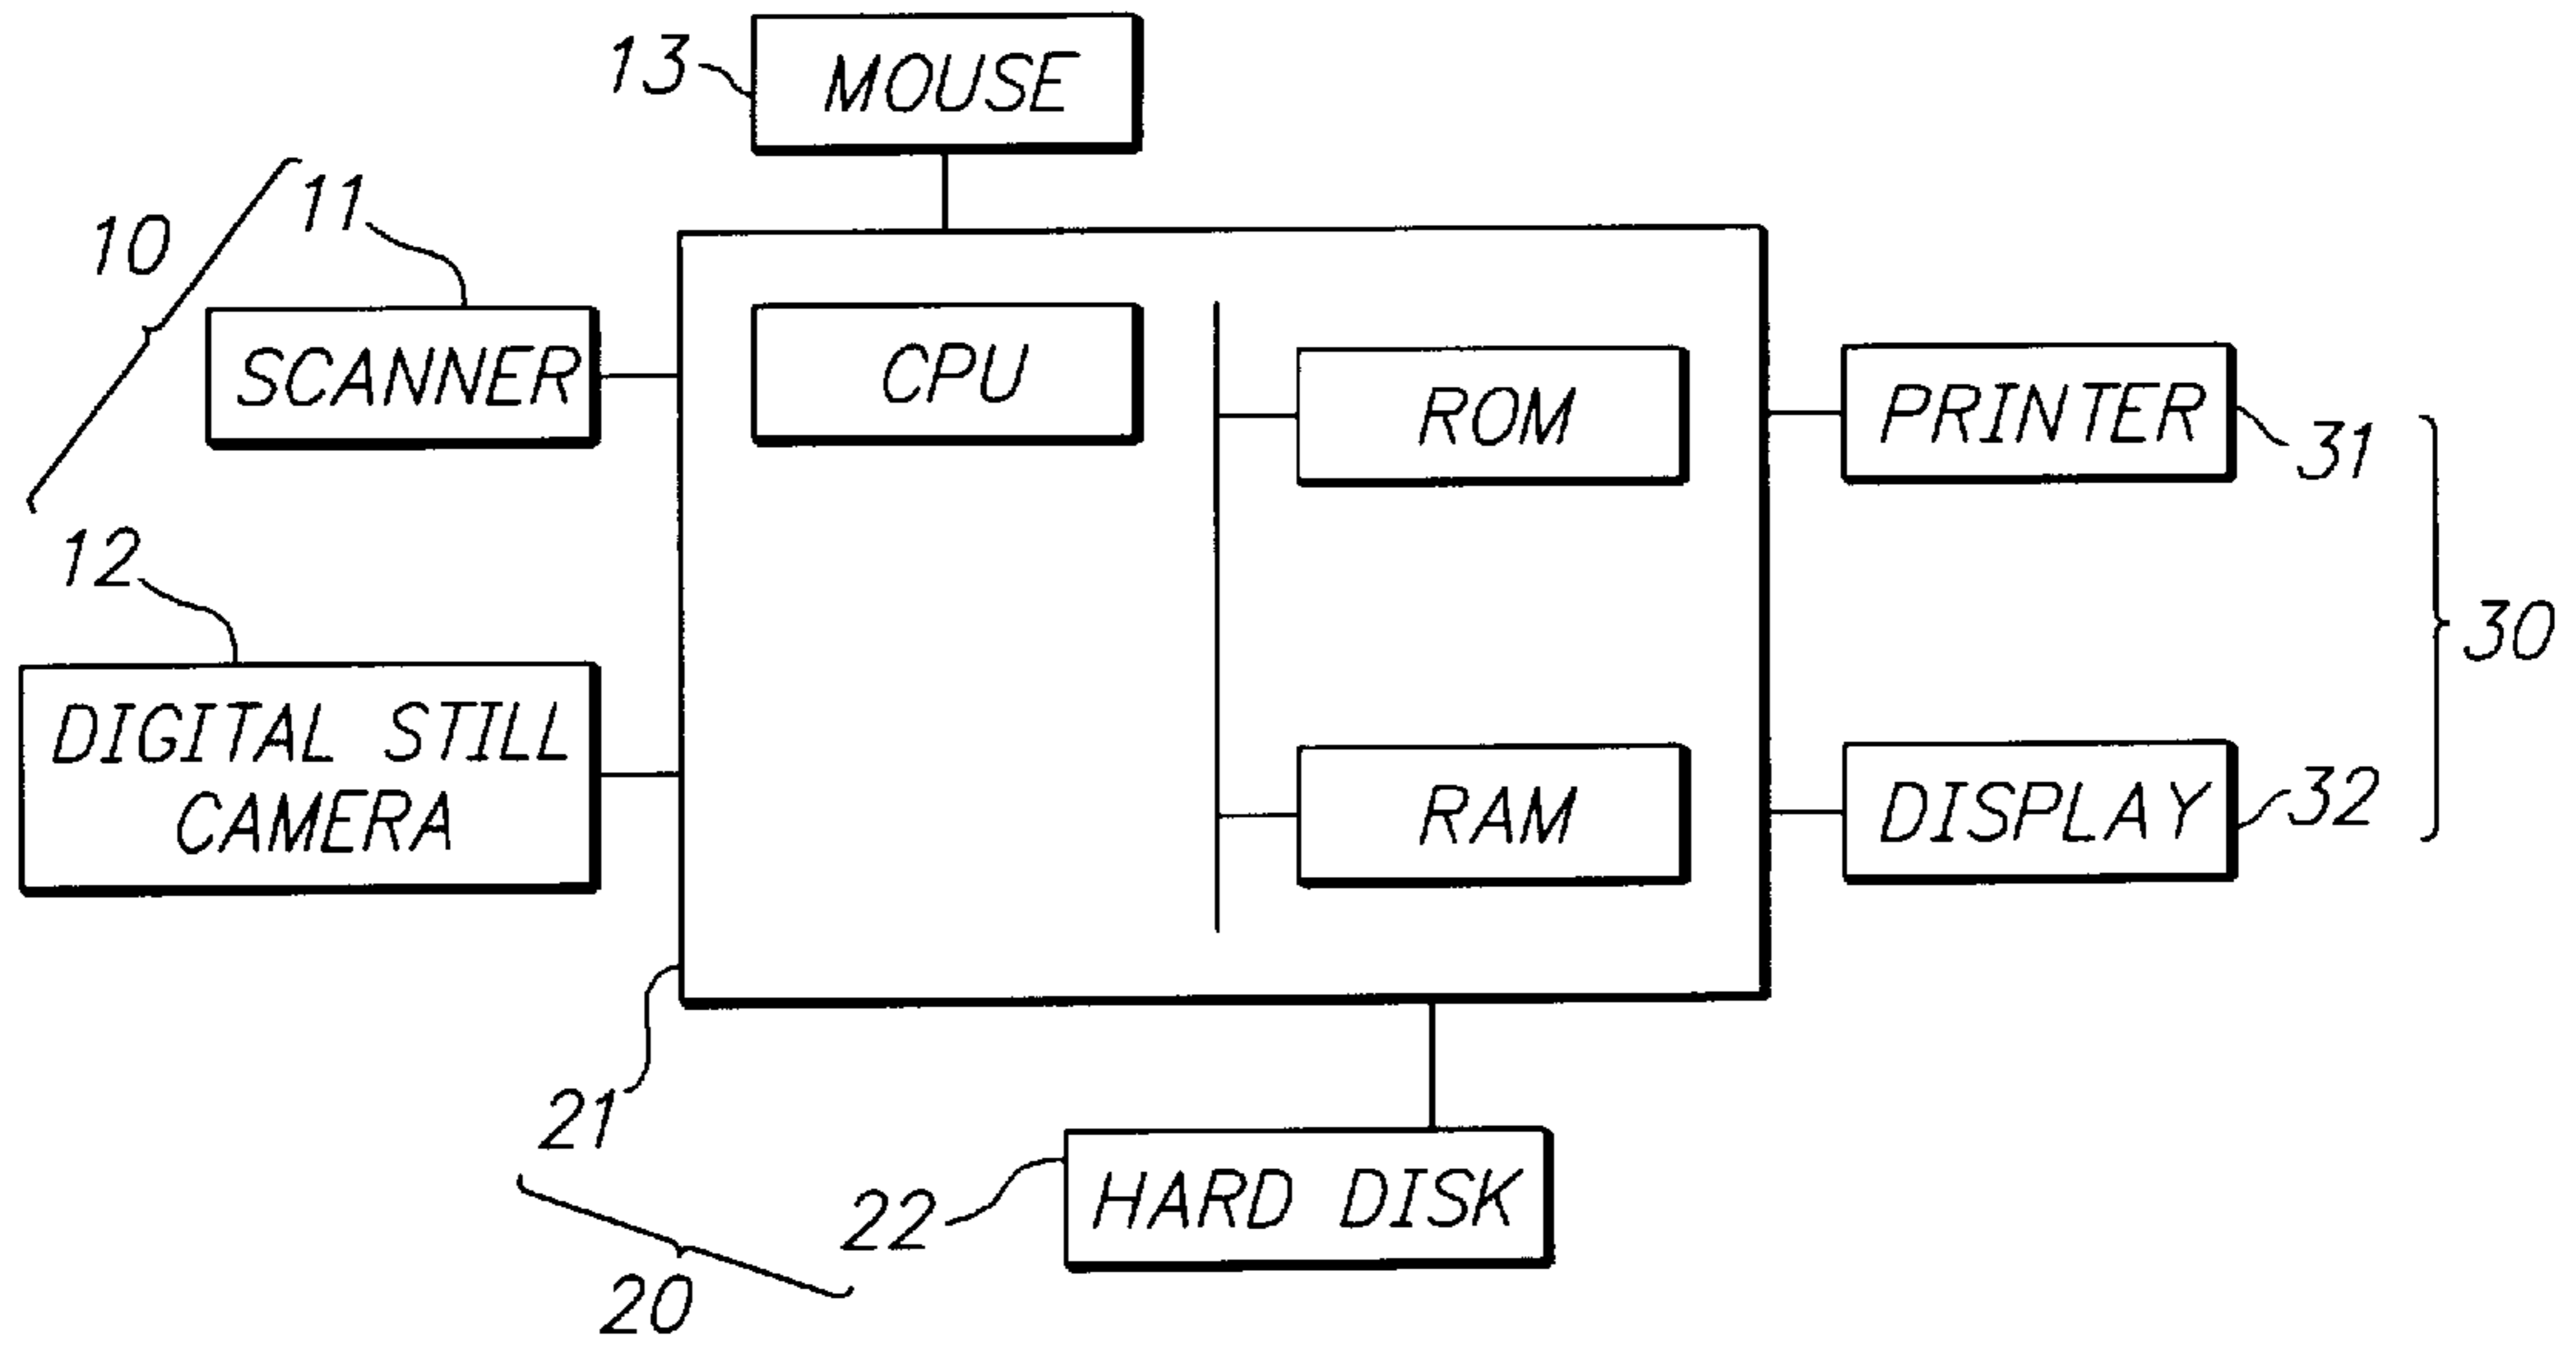 13
MOUSE
10
11
SCANNER
CPU
ROM
PRINTER
31
12
DIGITAL STILL
CAMERA
30
RAM
DISPLAY
32
21
22
HARD DISK
20